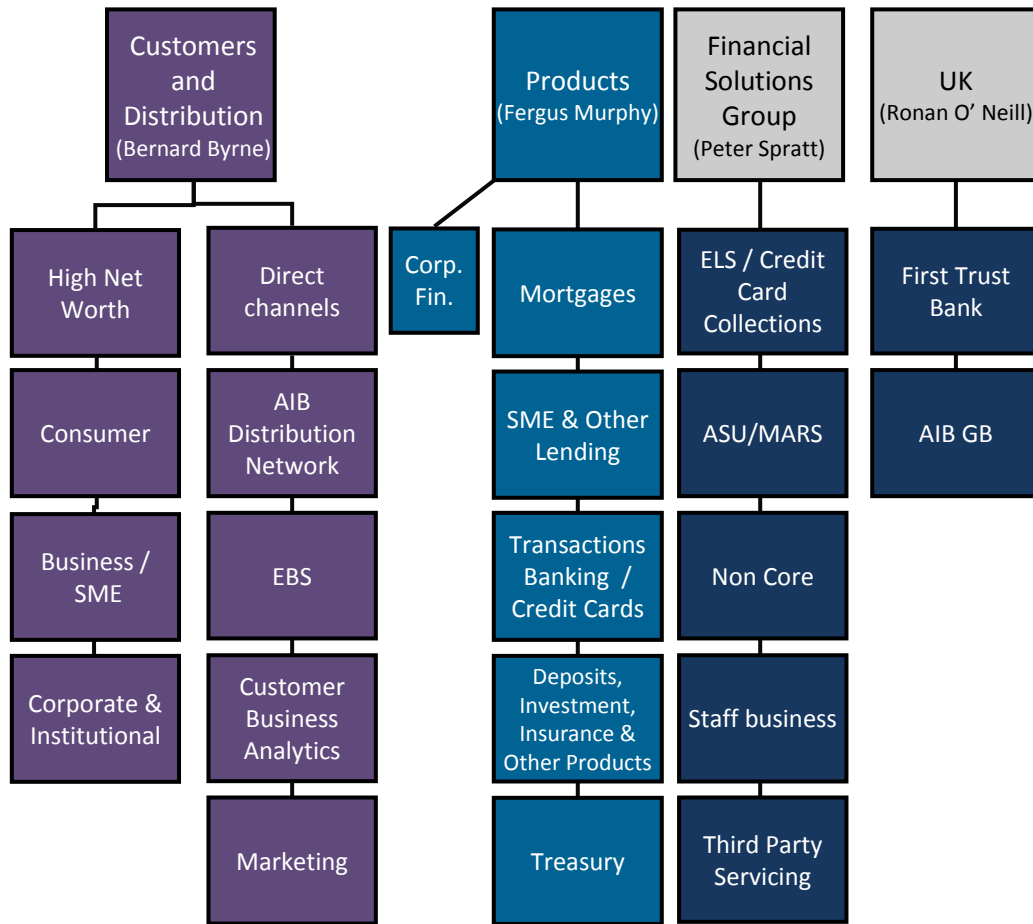 Customers
and
Distribution
(Bernard Byrne)
Products
(Fergus Murphy)
Financial
Solutions
Group
(Peter Spratt)
UK
(Ronan O’ Neill)
High Net
Worth
Direct
channels
Corp.
Fin.
Mortgages
ELS / Credit
Card
Collections
First Trust
Bank
Consumer
AIB
Distribution
Network
SME & Other
Lending
ASU/MARS
AIB GB
Business /
SME
EBS
Transactions
Banking /
Credit Cards
Non Core
Corporate &
Institutional
Customer
Business
Analytics
Deposits,
Investment,
Insurance &
Other Products
Staff business
Marketing
Treasury
Third Party
Servicing